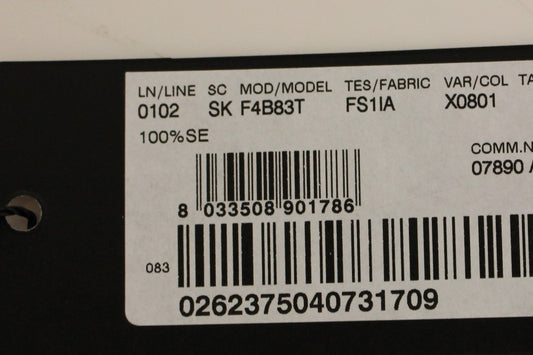 LN/LINE SC MOD/MODEL TES/FABRIC VAR/COL TA
0102 SK F4B83T FS1IA X0801
100%SE
COMM.N
07890 A
8 033508 901786
083
0262375040731709